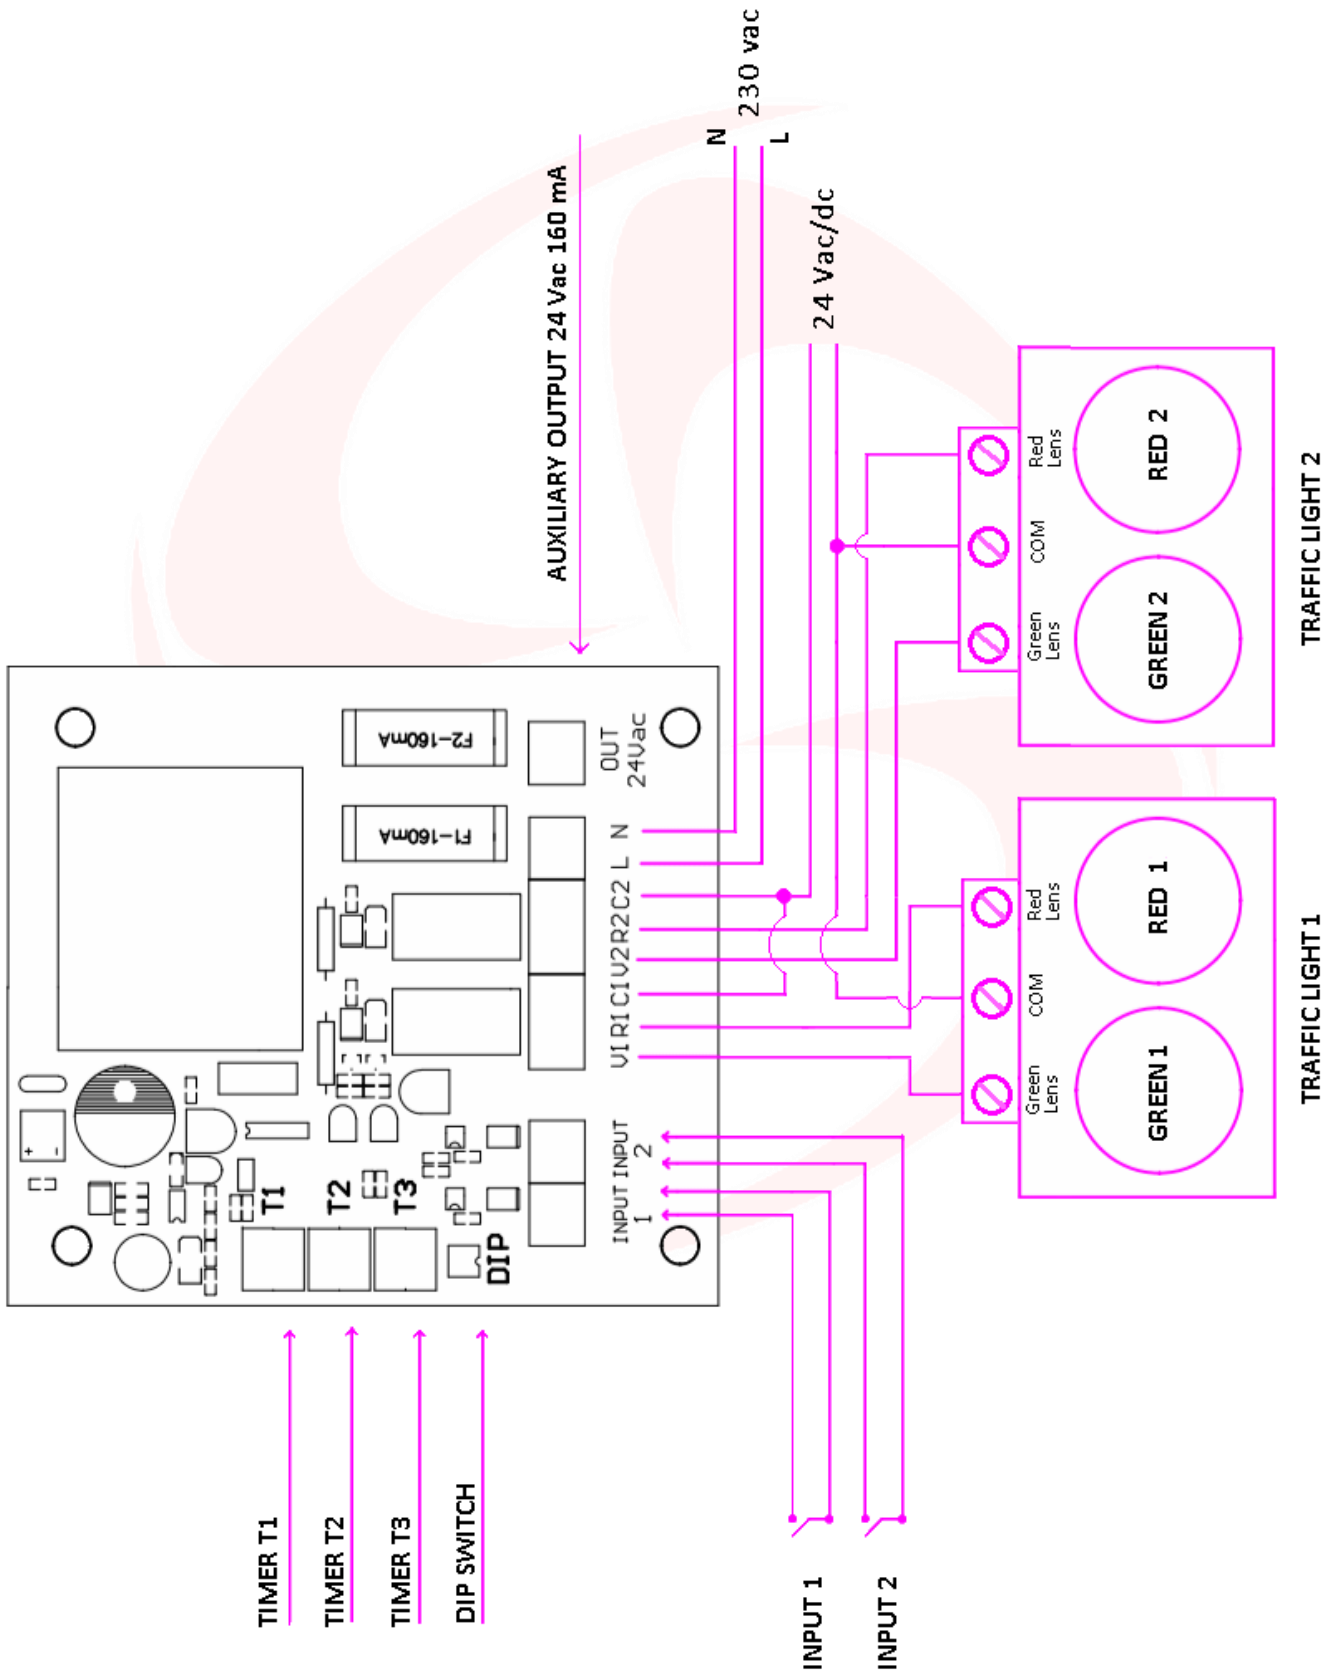 TIMER T1
TIMER T2
TIMER T3
DIP SWITCH
T1
T2
T3
DIP
+ -
F1-160mA
F2-160mA
AUXILIARY OUTPUT 24 Vac 160 mA
INPUT INPUT
1 2
V1 R1 C1 V2 R2 C2 L N
OUT
24Vac
N
230 vac
L
24 Vac/dc
INPUT 1
INPUT 2
Green
Lens
COM
Red
Lens
GREEN 1
RED 1
TRAFFIC LIGHT 1
Green
Lens
COM
Red
Lens
GREEN 2
RED 2
TRAFFIC LIGHT 2